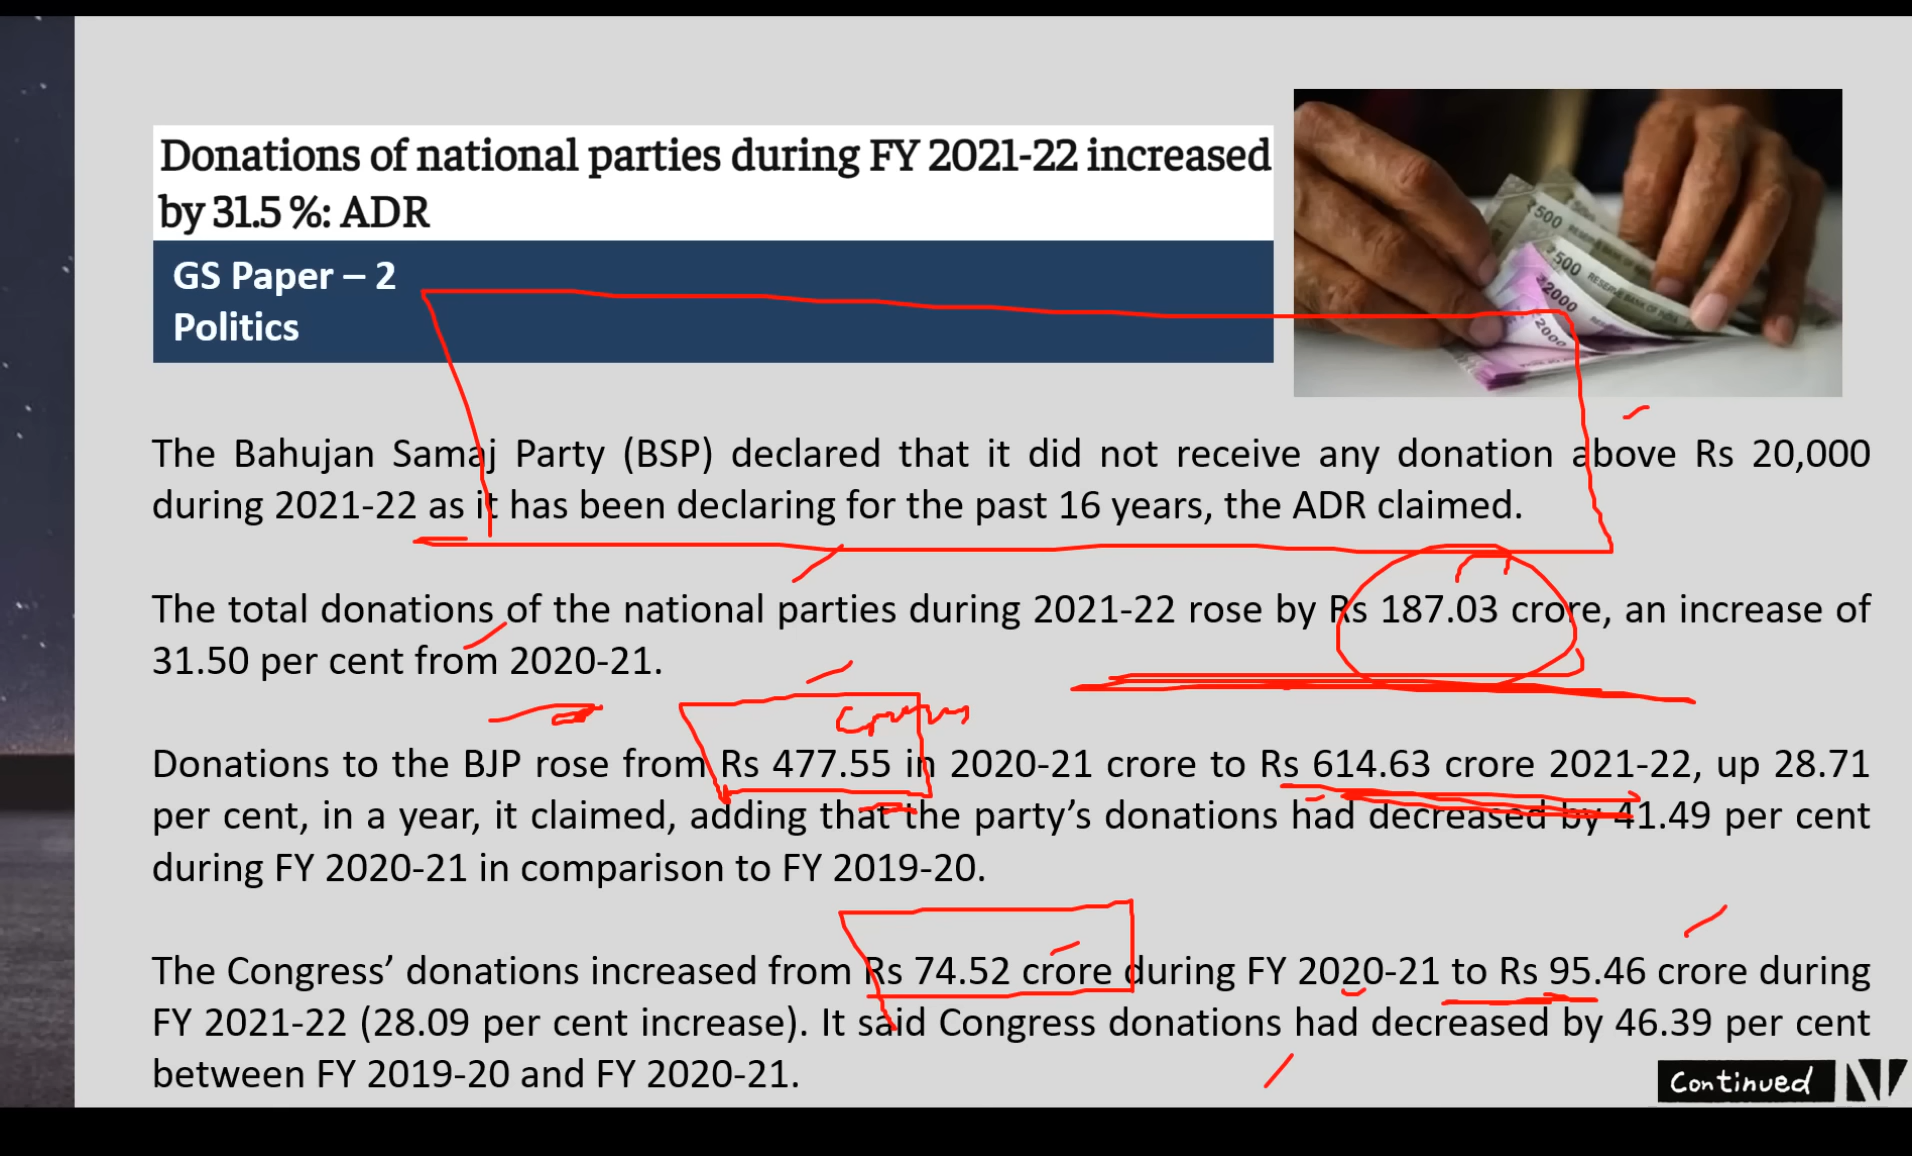 Donations of national parties during FY 2021-22 increased
by 31.5 %: ADR
GS Paper – 2
Politics
₹500
₹500
₹2000
₹2000
The Bahujan Samaj Party (BSP) declared that it did not receive any donation above Rs 20,000
during 2021-22 as it has been declaring for the past 16 years, the ADR claimed.
The total donations of the national parties during 2021-22 rose by Rs 187.03 crore, an increase of
31.50 per cent from 2020-21.
Donations to the BJP rose from Rs 477.55 in 2020-21 crore to Rs 614.63 crore 2021-22, up 28.71
per cent, in a year, it claimed, adding that the party’s donations had decreased by 41.49 per cent
during FY 2020-21 in comparison to FY 2019-20.
The Congress’ donations increased from Rs 74.52 crore during FY 2020-21 to Rs 95.46 crore during
FY 2021-22 (28.09 per cent increase). It said Congress donations had decreased by 46.39 per cent
between FY 2019-20 and FY 2020-21.
Continued